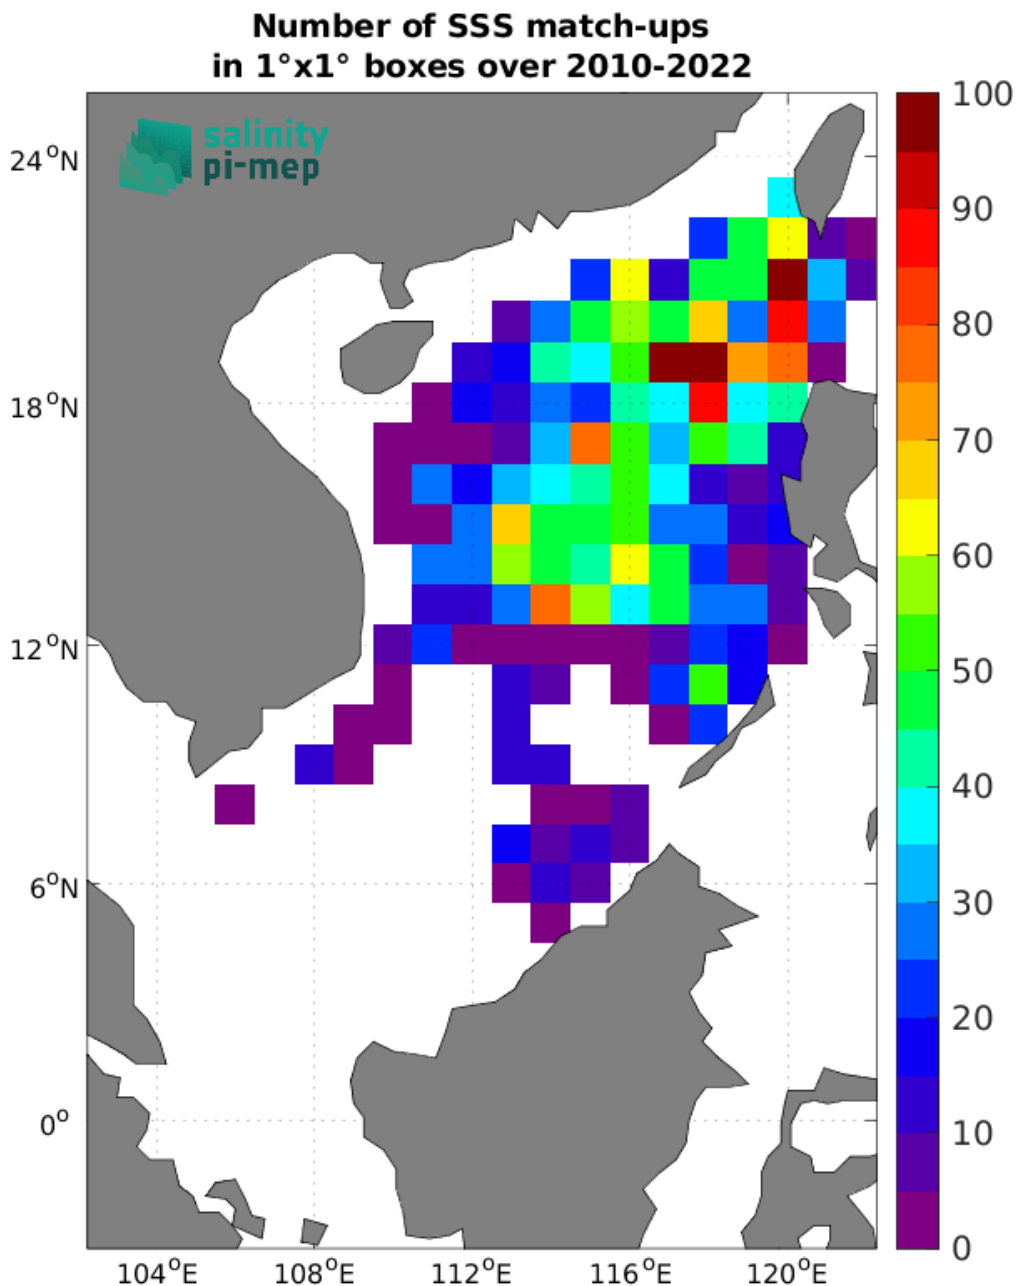 Number of SSS match-ups
in 1°x1° boxes over 2010-2022
salinity
pi-mep
24°N
18°N
12°N
6°N
0°
104°E
108°E
112°E
116°E
120°E
100
90
80
70
60
50
40
30
20
10
0